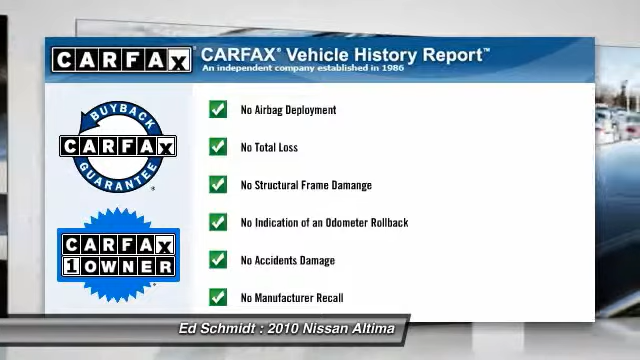 CARFAX CARFAX® Vehicle History Report™
An independent company established in 1986
BUYBACK
CARFAX
GUARANTEE
CARFAX
1 OWNER
No Airbag Deployment
No Total Loss
No Structural Frame Damange
No Indication of an Odometer Rollback
No Accidents Damage
No Manufacturer Recall
Ed Schmidt : 2010 Nissan Altima